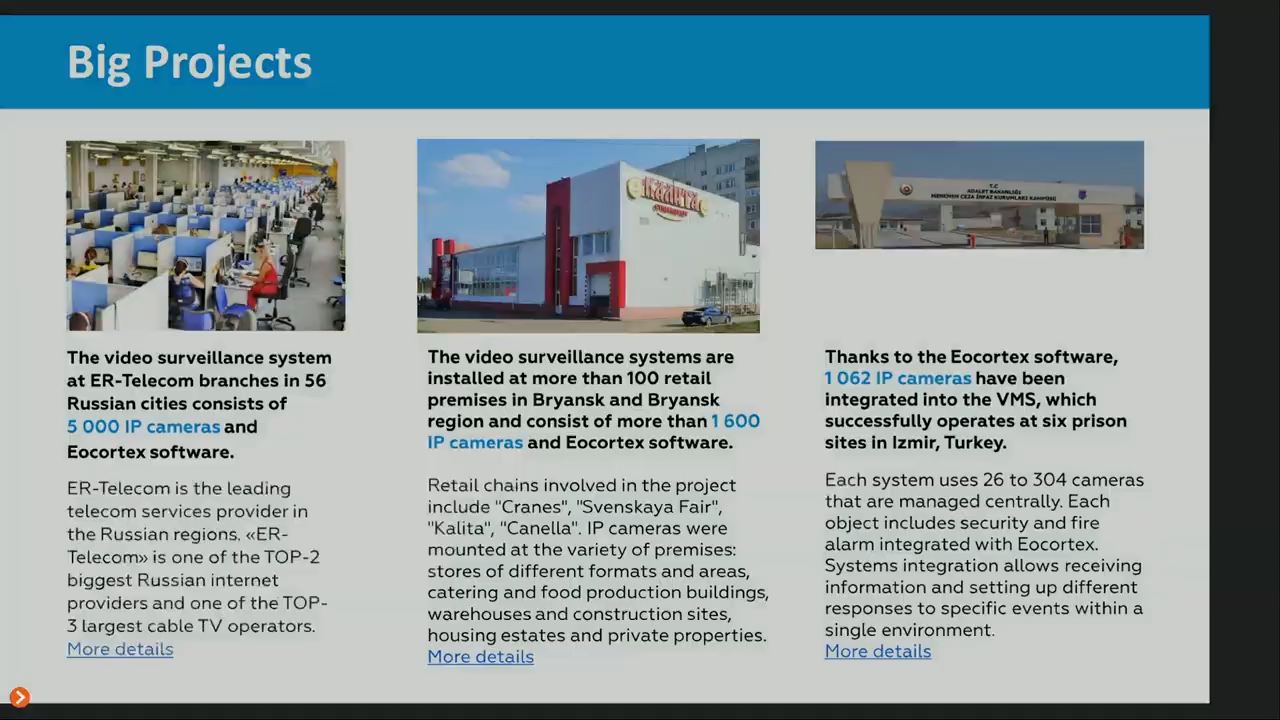 Big Projects
КАЛИТА
T.C
ADALET BAKANLIĞI
MENEMEN CEZA İNFAZ KURUMLARI KAMPÜSÜ
The video surveillance system
at ER-Telecom branches in 56
Russian cities consists of
5 000 IP cameras and
Eocortex software.
ER-Telecom is the leading
telecom services provider in
the Russian regions. «ER-
Telecom» is one of the TOP-2
biggest Russian internet
providers and one of the TOP-
3 largest cable TV operators.
More details
The video surveillance systems are
installed at more than 100 retail
premises in Bryansk and Bryansk
region and consist of more than 1 600
IP cameras and Eocortex software.
Retail chains involved in the project
include "Cranes", "Svenskaya Fair",
"Kalita", "Canella". IP cameras were
mounted at the variety of premises:
stores of different formats and areas,
catering and food production buildings,
warehouses and construction sites,
housing estates and private properties.
More details
Thanks to the Eocortex software,
1 062 IP cameras have been
integrated into the VMS, which
successfully operates at six prison
sites in Izmir, Turkey.
Each system uses 26 to 304 cameras
that are managed centrally. Each
object includes security and fire
alarm integrated with Eocortex.
Systems integration allows receiving
information and setting up different
responses to specific events within a
single environment.
More details